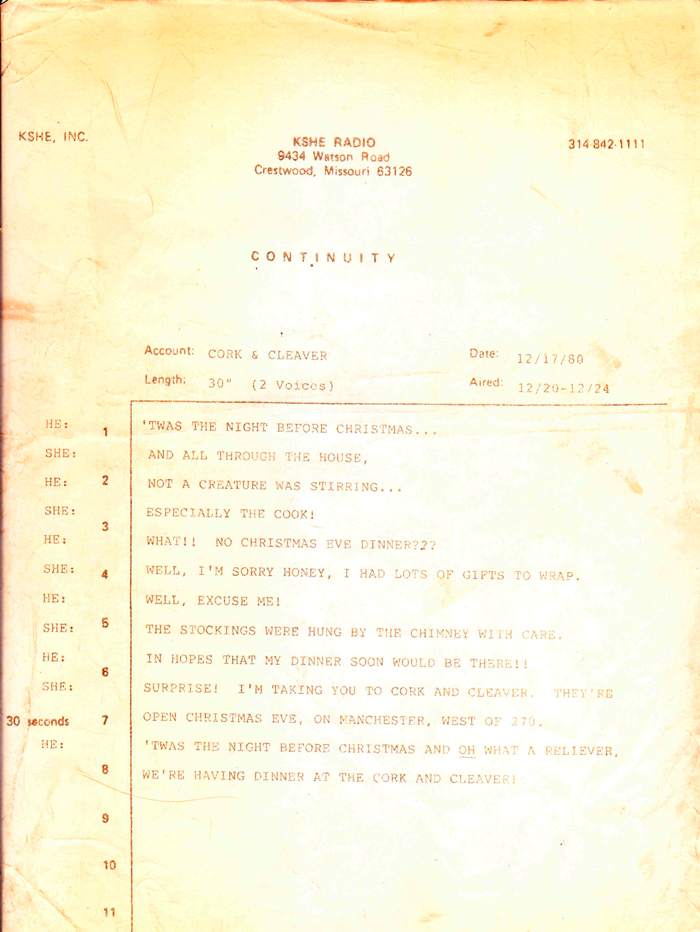 KSHE, INC.
KSHE RADIO
314-842-1111
9434 Watson Road
Crestwood, Missouri 63126
CONTINUITY
Account: CORK & CLEAVER
Date: 12/17/80
Length: 30" (2 Voices)
Aired: 12/20-12/24
HE: 1 'TWAS THE NIGHT BEFORE CHRISTMAS...
SHE: AND ALL THROUGH THE HOUSE,
HE: 2 NOT A CREATURE WAS STIRRING...
SHE: ESPECIALLY THE COOK!
3
HE: WHAT!! NO CHRISTMAS EVE DINNER???
SHE: 4 WELL, I'M SORRY HONEY, I HAD LOTS OF GIFTS TO WRAP.
HE: WELL, EXCUSE ME!
SHE: 5 THE STOCKINGS WERE HUNG BY THE CHIMNEY WITH CARE.
HE: IN HOPES THAT MY DINNER SOON WOULD BE THERE!!
6
SHE: SURPRISE! I'M TAKING YOU TO CORK AND CLEAVER. THEY'RE
30 seconds 7 OPEN CHRISTMAS EVE, ON MANCHESTER, WEST OF 270.
HE: 'TWAS THE NIGHT BEFORE CHRISTMAS AND OH WHAT A RELIEVER,
8 WE'RE HAVING DINNER AT THE CORK AND CLEAVER!
9
10
11